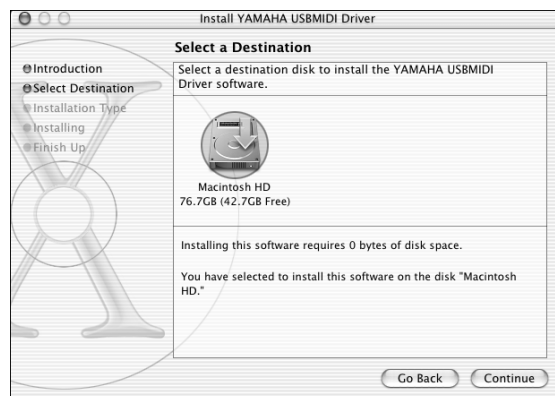 Install YAMAHA USBMIDI Driver
Select a Destination
Introduction
Select Destination
Installation Type
Installing
Finish Up
Select a destination disk to install the YAMAHA USBMIDI
Driver software.
Macintosh HD
76.7GB (42.7GB Free)
Installing this software requires 0 bytes of disk space.
You have selected to install this software on the disk "Macintosh
HD."
Go Back
Continue